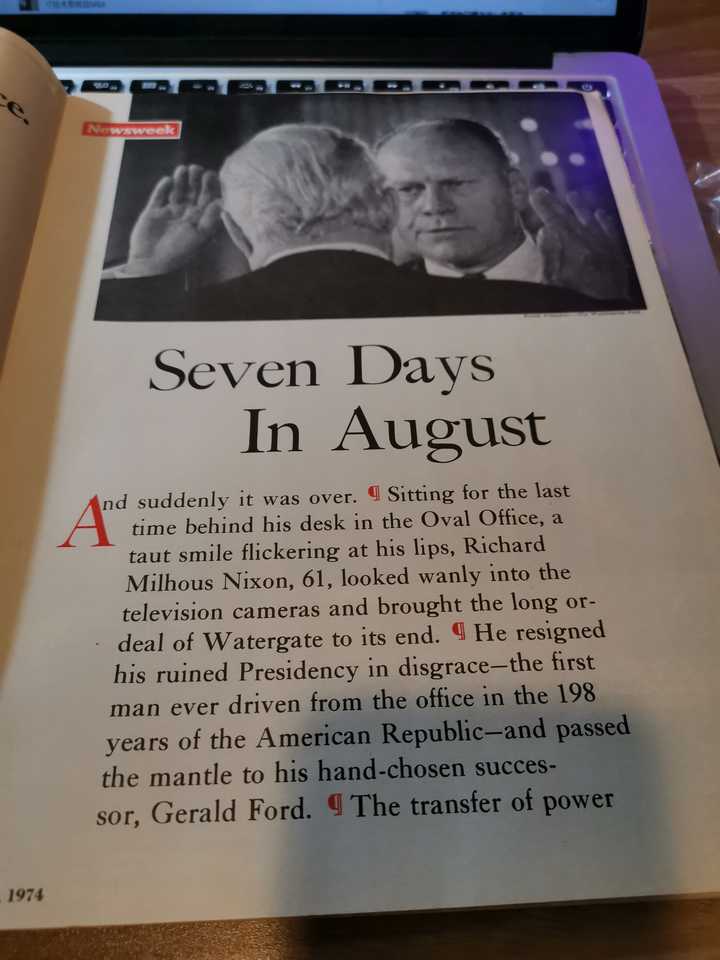 ce.
Newsweek
Seven Days
In August
And suddenly it was over. ¶ Sitting for the last
time behind his desk in the Oval Office, a
taut smile flickering at his lips, Richard
Milhous Nixon, 61, looked wanly into the
television cameras and brought the long or-
deal of Watergate to its end. ¶ He resigned
his ruined Presidency in disgrace—the first
man ever driven from the office in the 198
years of the American Republic—and passed
the mantle to his hand-chosen succes-
sor, Gerald Ford. ¶ The transfer of power
, 1974